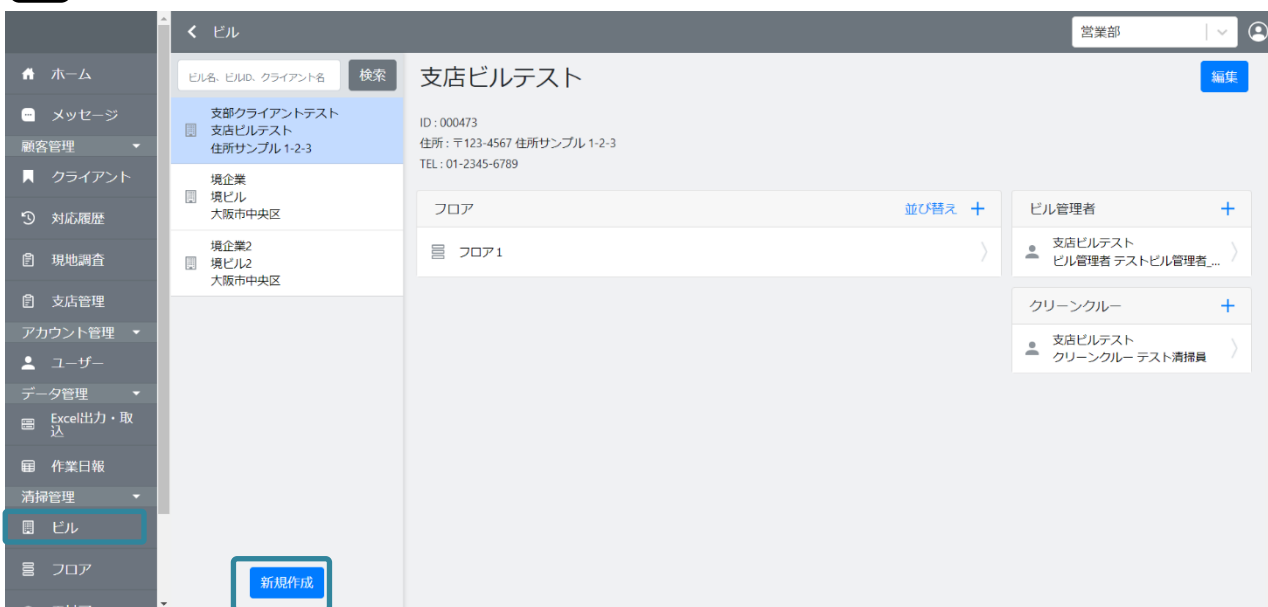 ビル
営業部
ホーム
メッセージ
顧客管理
クライアント
対応履歴
現地調査
支店管理
アカウント管理
ユーザー
データ管理
Excel出力・取
込
作業日報
清掃管理
ビル
フロア
ビル名、ビルID、クライアント名
検索
支部クライアントテスト
支店ビルテスト
住所サンプル 1-2-3
境企業
境ビル
大阪市中央区
境企業2
境ビル2
大阪市中央区
新規作成
支店ビルテスト
編集
ID : 000473
住所 : 〒123-4567 住所サンプル 1-2-3
TEL : 01-2345-6789
フロア 並び替え +
フロア1
ビル管理者 +
支店ビルテスト
ビル管理者 テストビル管理者_...
クリーンクルー +
支店ビルテスト
クリーンクルー テスト清掃員